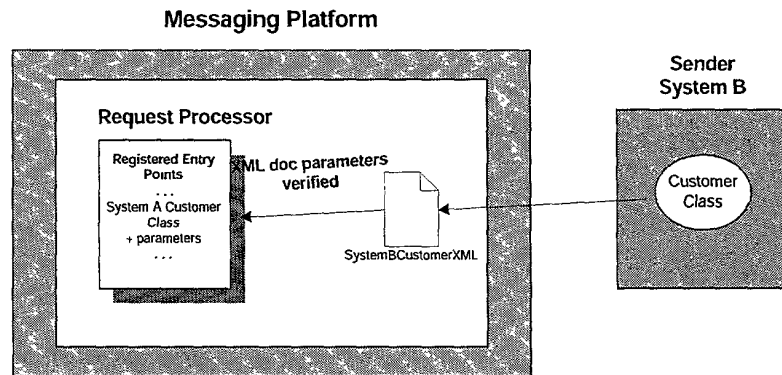 Messaging Platform
Sender
System B
Request Processor
Registered Entry
Points
. . .
System A Customer
Class
+ parameters
. . .
XML doc parameters
verified
SystemBCustomerXML
Customer
Class